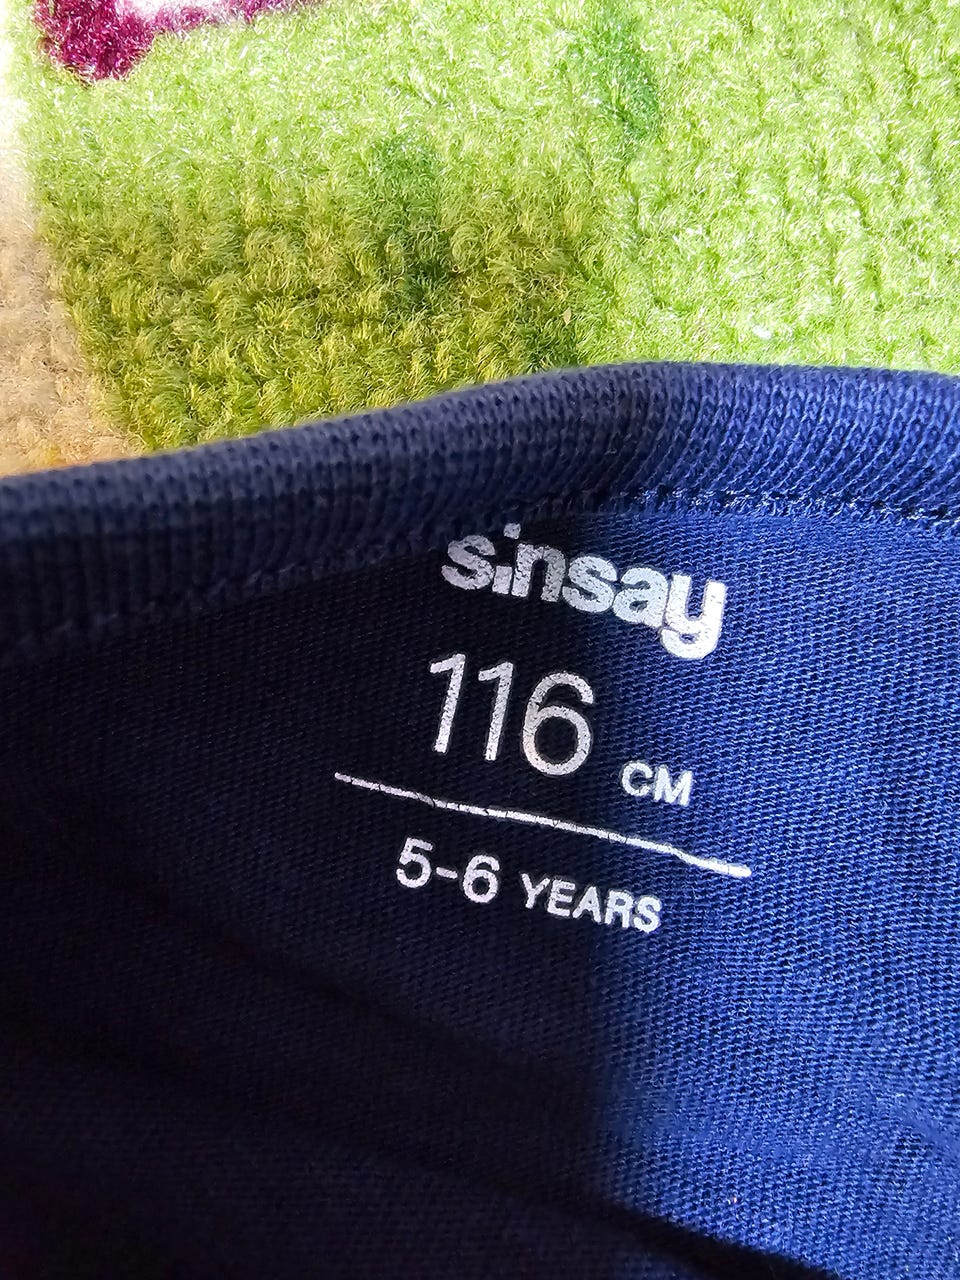 sinsay
116 CM
5-6 YEARS